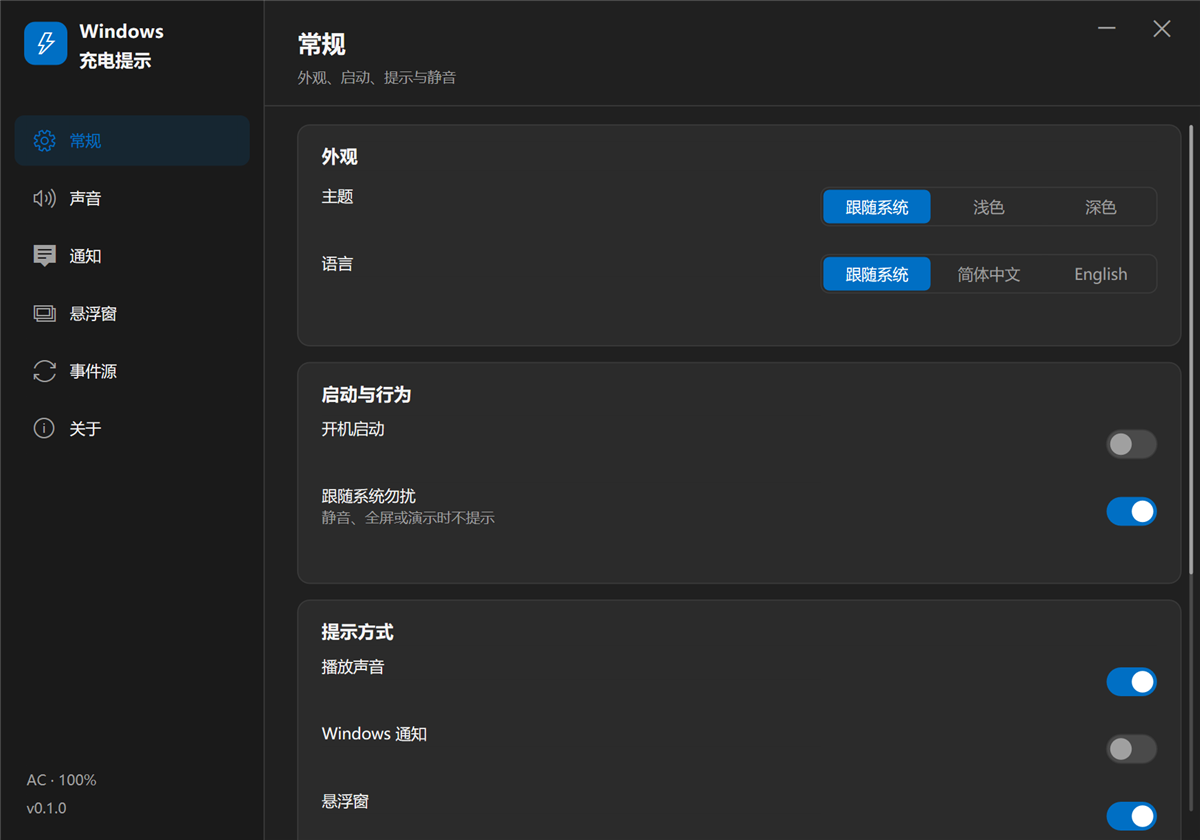 Windows
充电提示
常规
声音
通知
悬浮窗
事件源
关于
AC · 100%
v0.1.0
常规
外观、启动、提示与静音
外观
主题
跟随系统 浅色 深色
语言
跟随系统 简体中文 English
启动与行为
开机启动
跟随系统勿扰
静音、全屏或演示时不提示
提示方式
播放声音
Windows 通知
悬浮窗